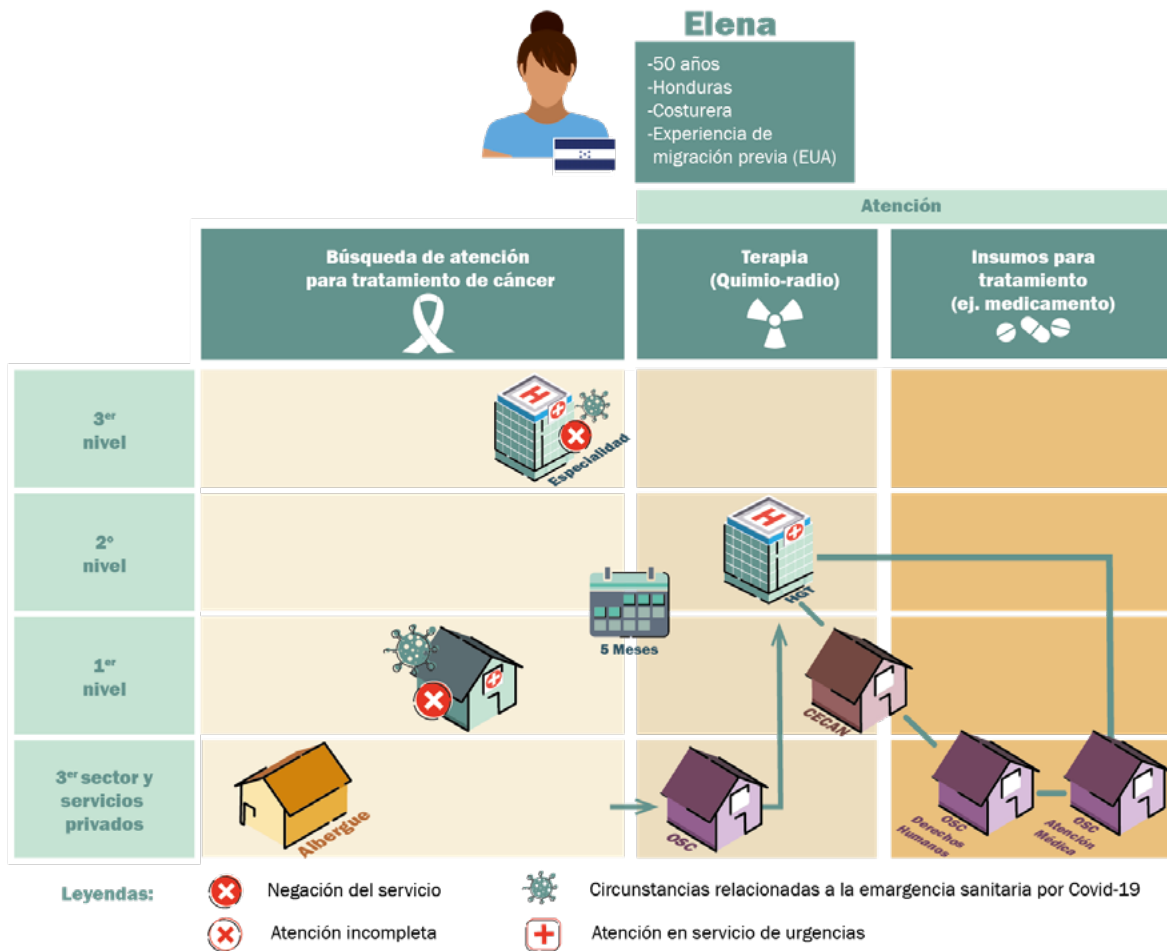 Elena
-50 años
-Honduras
-Costurera
-Experiencia de
migración previa (EUA)
Atención
Búsqueda de atención
para tratamiento de cáncer
Terapia
(Quimio-radio)
Insumos para
tratamiento
(ej. medicamento)
3er
nivel
H
Especialidad
2º
nivel
H
HGT
5 Meses
1er
nivel
CECAN
3er sector y
servicios
privados
Albergue
OSC
OSC
Derechos
Humanos
OSC
Atención
Médica
Leyendas:
Negación del servicio
Circunstancias relacionadas a la emargencia sanitaria por Covid-19
Atención incompleta
Atención en servicio de urgencias